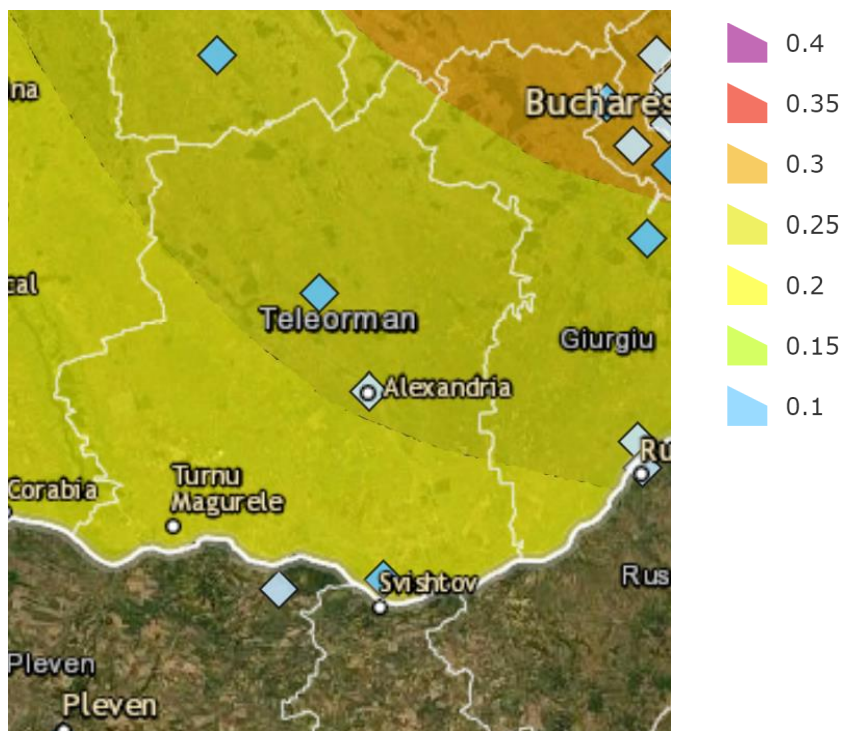 na
Buchares
cal
Teleorman
Giurgiu
Alexandria
Ru
Turnu
Magurele
Corabia
Svishtov
Rus
Pleven
Pleven
0.4
0.35
0.3
0.25
0.2
0.15
0.1